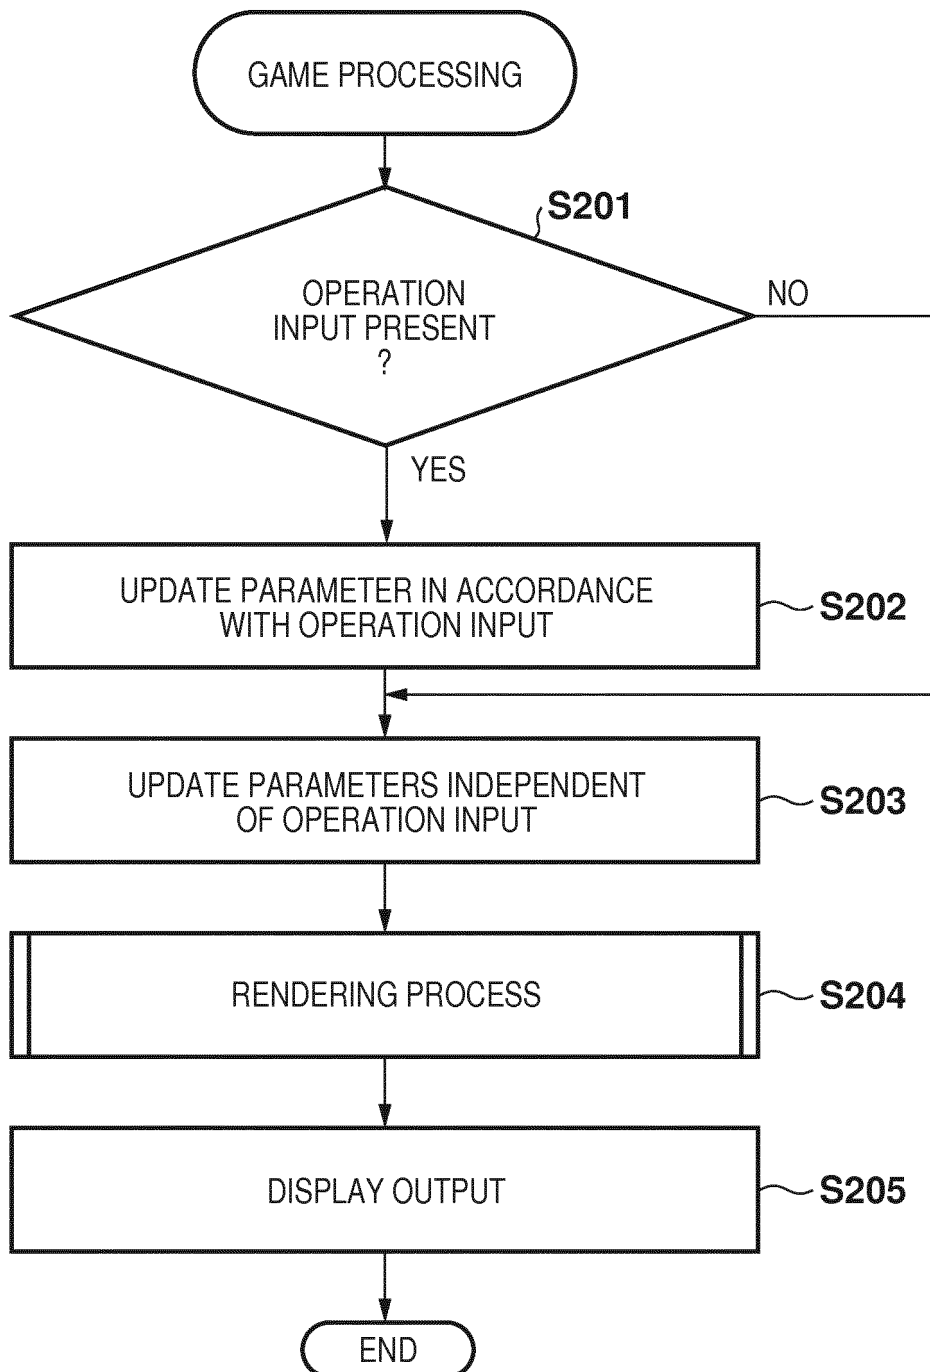 GAME PROCESSING
S201
OPERATION
INPUT PRESENT
?
NO
YES
UPDATE PARAMETER IN ACCORDANCE
WITH OPERATION INPUT
S202
UPDATE PARAMETERS INDEPENDENT
OF OPERATION INPUT
S203
RENDERING PROCESS
S204
DISPLAY OUTPUT
S205
END